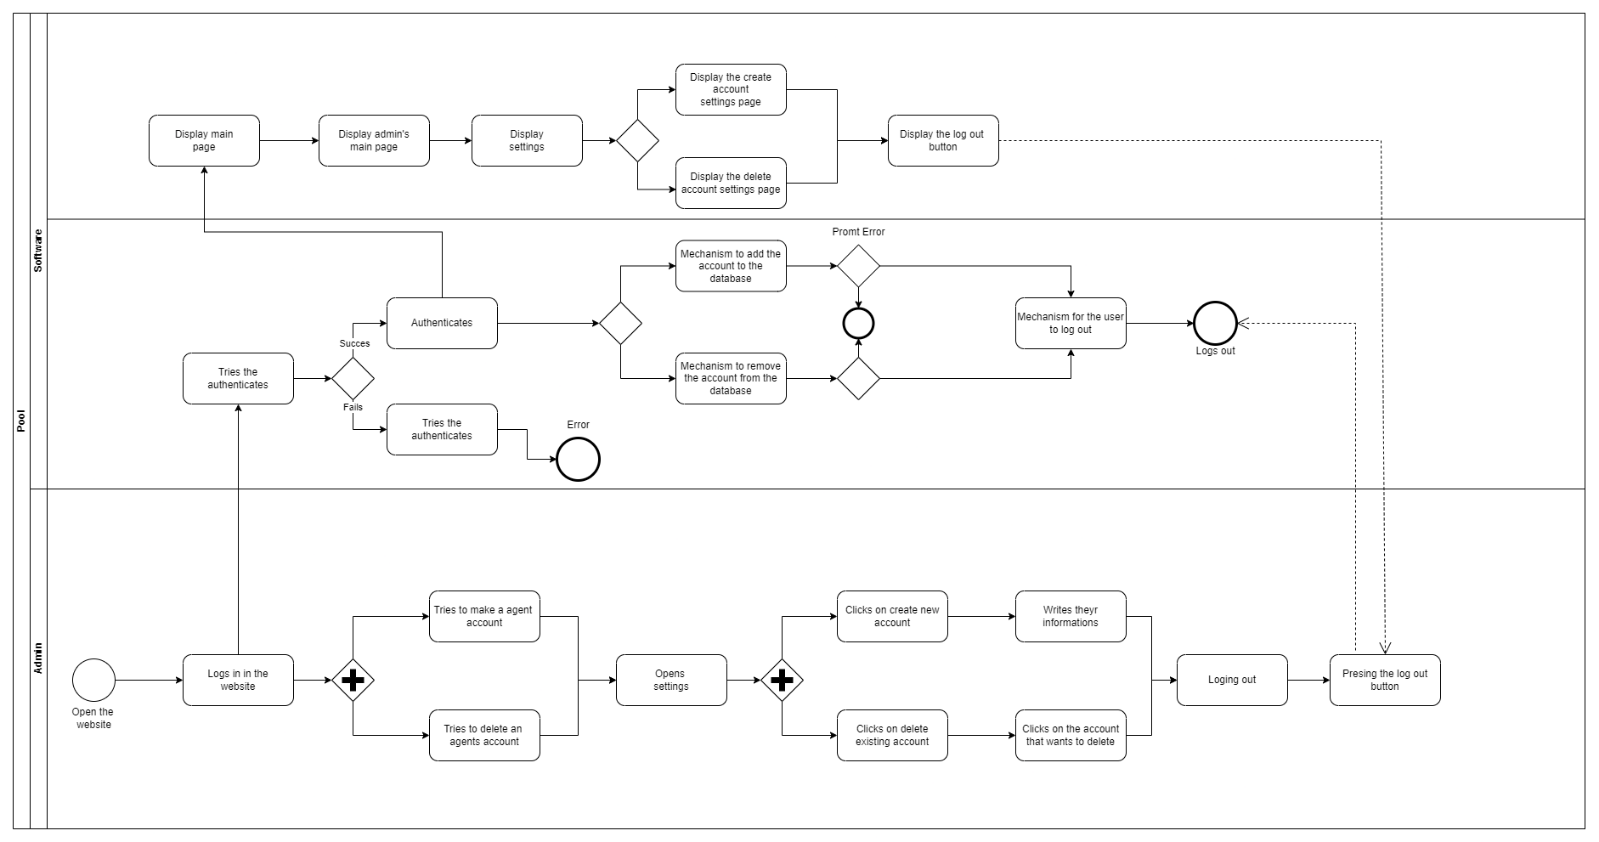 Pool
Software
Admin
Display main
page
Display admin's
main page
Display
settings
Display the create
account
settings page
Display the delete
account settings page
Display the log out
button
Tries the
authenticates
Succes
Fails
Authenticates
Tries the
authenticates
Error
Mechanism to add the
account to the
database
Mechanism to remove
the account from the
database
Promt Error
Mechanism for the user
to log out
Logs out
Open the
website
Logs in in the
website
Tries to make a agent
account
Tries to delete an
agents account
Opens
settings
Clicks on create new
account
Clicks on delete
existing account
Writes theyr
informations
Clicks on the account
that wants to delete
Loging out
Presing the log out
button